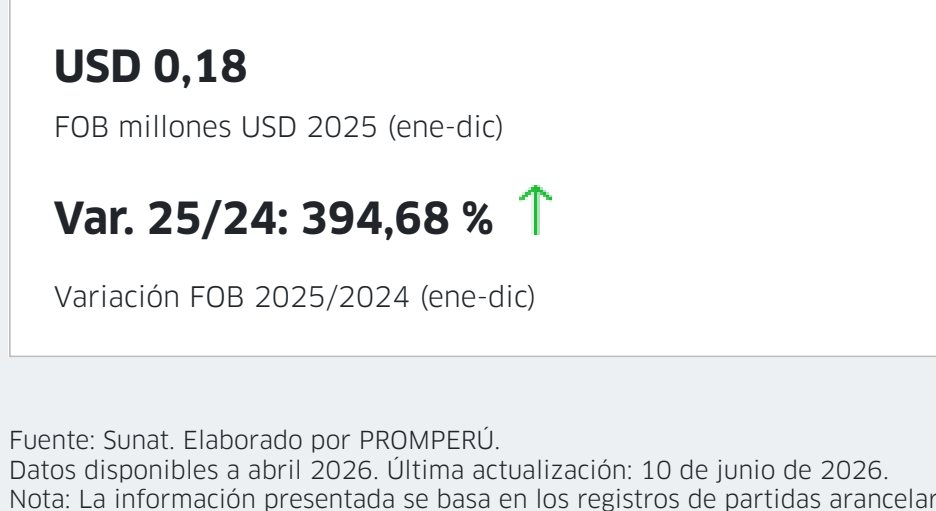 USD 0,18
FOB millones USD 2025 (ene-dic)
Var. 25/24: 394,68 %
Variación FOB 2025/2024 (ene-dic)
Fuente: Sunat. Elaborado por PROMPERÚ.
Datos disponibles a abril 2026. Última actualización: 10 de junio de 2026.
Nota: La información presentada se basa en los registros de partidas